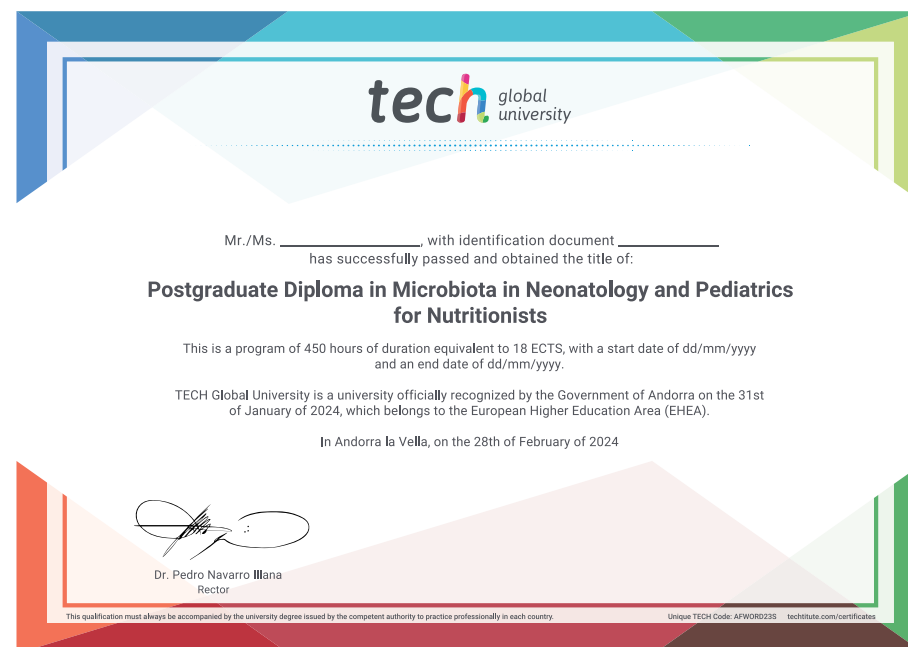 tech global
university
Mr./Ms. ____________________, with identification document ______________
has successfully passed and obtained the title of:
Postgraduate Diploma in Microbiota in Neonatology and Pediatrics
for Nutritionists
This is a program of 450 hours of duration equivalent to 18 ECTS, with a start date of dd/mm/yyyy
and an end date of dd/mm/yyyy.
TECH Global University is a university officially recognized by the Government of Andorra on the 31st
of January of 2024, which belongs to the European Higher Education Area (EHEA).
In Andorra la Vella, on the 28th of February of 2024
Dr. Pedro Navarro Illana
Rector
This qualification must always be accompanied by the university degree issued by the competent authority to practice professionally in each country.
Unique TECH Code: AFWORD23S techtitute.com/certificates